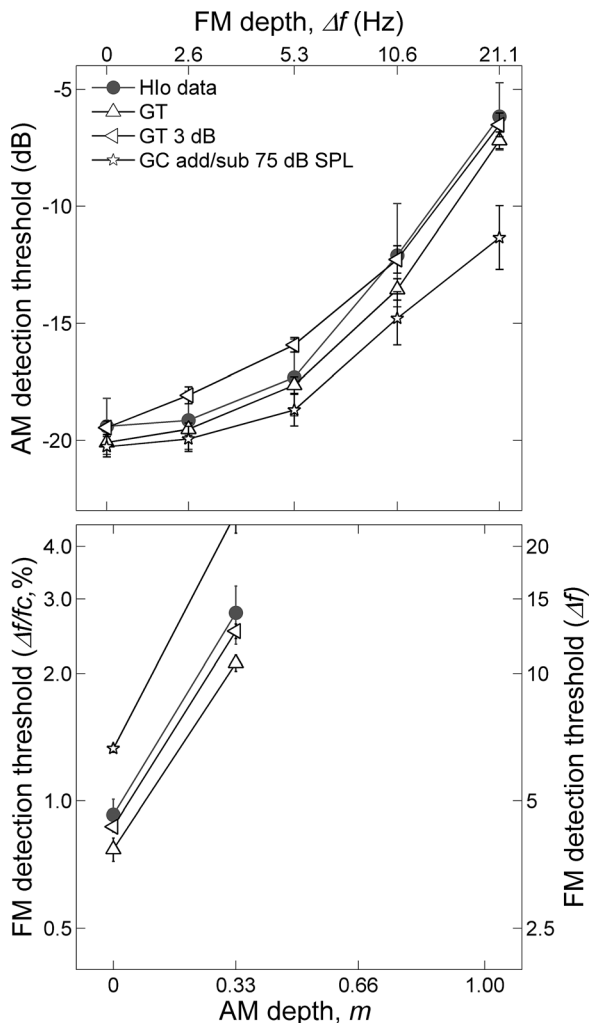 FM depth, Δf (Hz)
0 2.6 5.3 10.6 21.1
HIo data
GT
GT 3 dB
GC add/sub 75 dB SPL
AM detection threshold (dB)
-5
-10
-15
-20
FM detection threshold (Δf/fc,%)
4.0
3.0
2.0
1.0
0.5
20
15
10
5
2.5
FM detection threshold (Δf)
0 0.33 0.66 1.00
AM depth, m